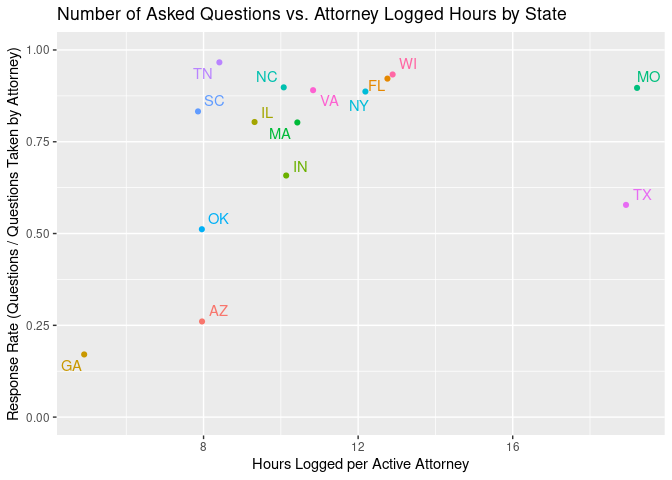 Number of Asked Questions vs. Attorney Logged Hours by State
Response Rate (Questions / Questions Taken by Attorney)
1.00
0.75
0.50
0.25
0.00
TN
NC
WI
MO
FL
SC
VA
NY
IL
MA
IN
TX
OK
AZ
GA
8
12
16
Hours Logged per Active Attorney